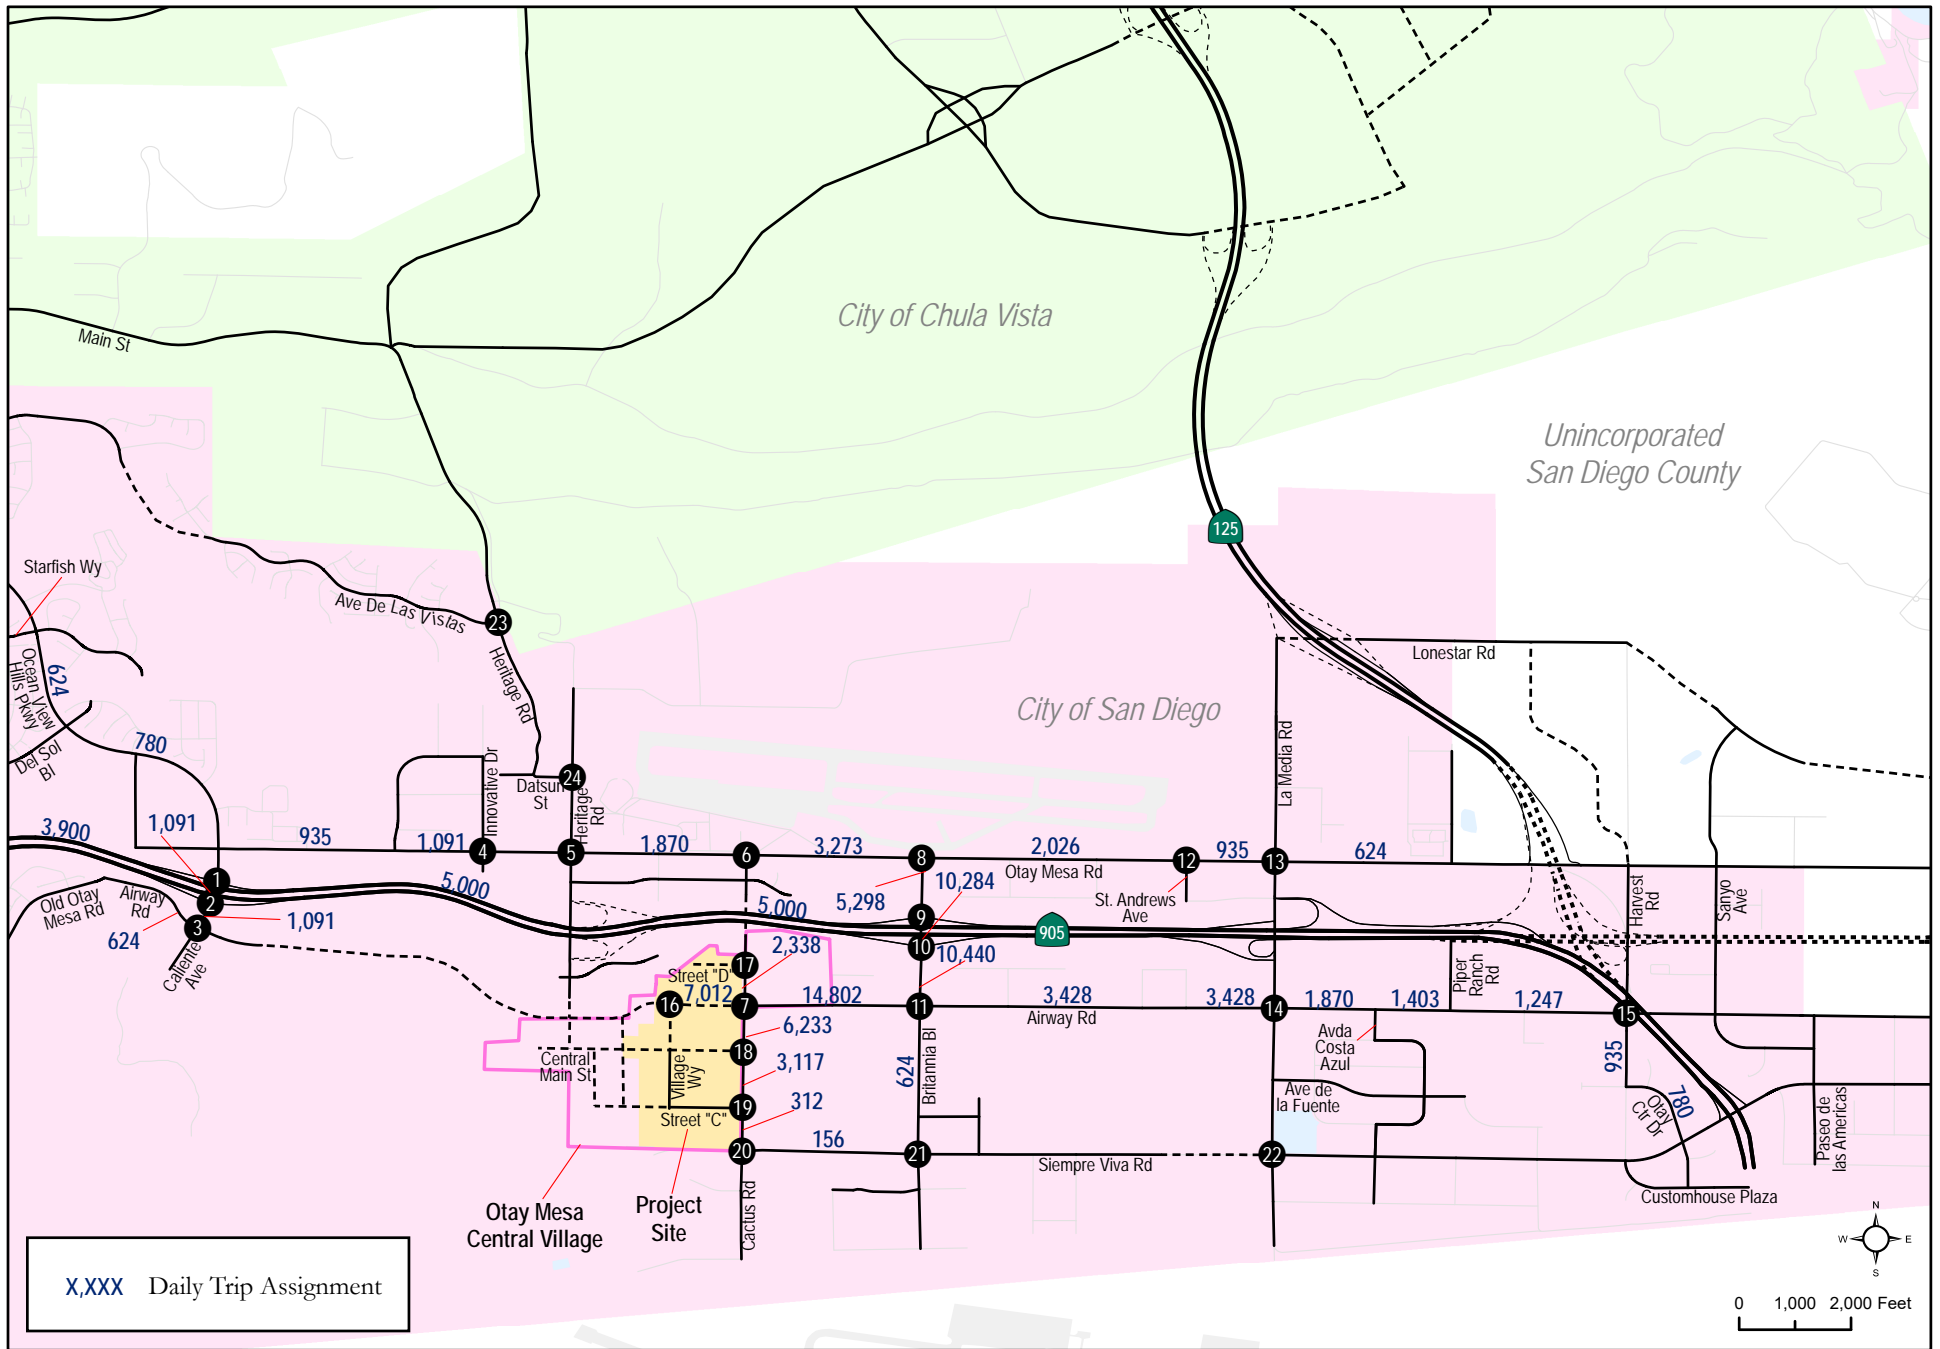 City of Chula Vista
Main St
Unincorporated
San Diego County
125
Starfish Wy
Ave De Las Vistas
23
Heritage Rd
Ocean View
Hills Pkwy
624
Del Sol
Bl
780
Lonestar Rd
City of San Diego
La Media Rd
Innovative Dr
Datsun
St
24
Heritage
Rd
3,900
1,091
935
1,091
4
5
1,870
6
3,273
8
2,026
12
935
13
624
Otay Mesa Rd
1
2
3
5,000
5,000
5,298
10,284
9
10
905
St. Andrews
Ave
Harvest
Rd
Sanyo
Ave
Old Otay
Mesa Rd
Airway
Rd
624
1,091
Caliente
Ave
2,338
10,440
17
Street "D"
16
7,012
7
14,802
11
3,428
3,428
14
1,870
1,403
Piper
Ranch
Rd
1,247
15
Airway Rd
6,233
18
Central
Main St
Village
Wy
3,117
624
Britannia Bl
Avda
Costa
Azul
935
Ave de
la Fuente
780
Otay
Ctr Dr
Paseo de
las Americas
19
312
Street "C"
20
156
21
Siempre Viva Rd
22
Customhouse Plaza
Otay Mesa
Central Village
Project
Site
Cactus Rd
X,XXX Daily Trip Assignment
N
W E
S
0 1,000 2,000 Feet